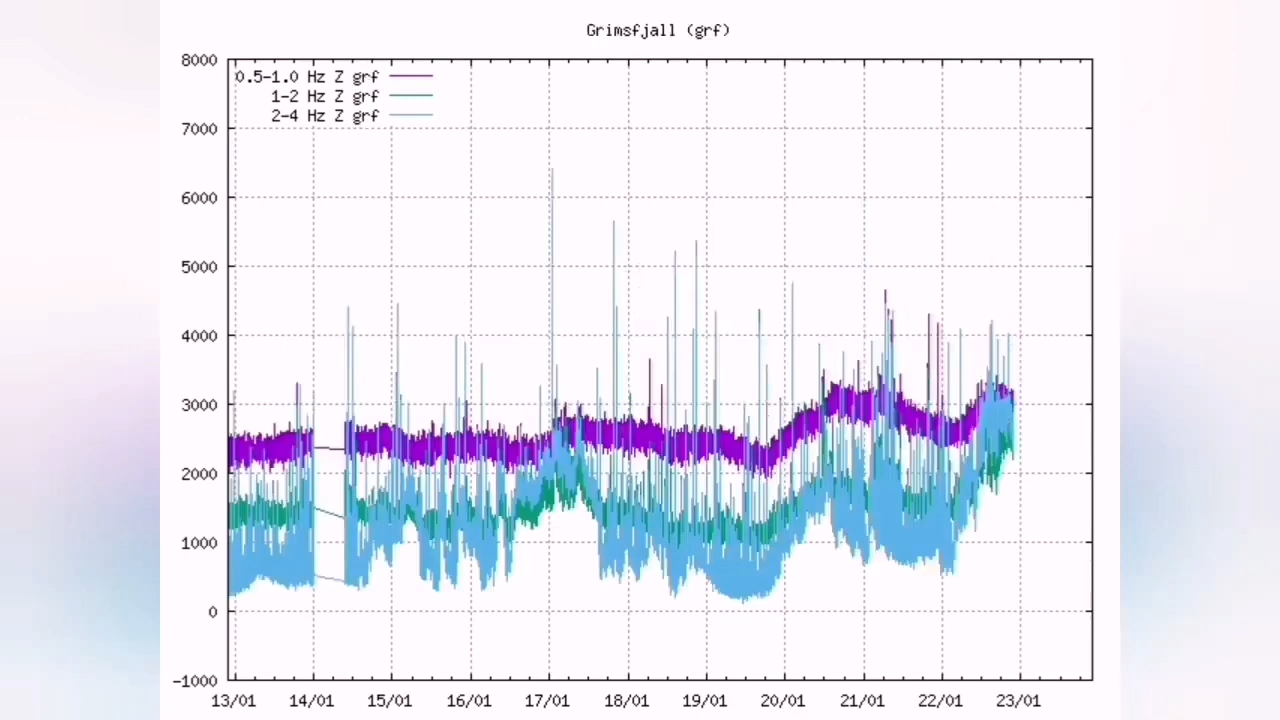 Grimsfjall (grf)
8000
0.5-1.0 Hz Z grf
1-2 Hz Z grf
2-4 Hz Z grf
7000
6000
5000
4000
3000
2000
1000
0
-1000
13/01 14/01 15/01 16/01 17/01 18/01 19/01 20/01 21/01 22/01 23/01